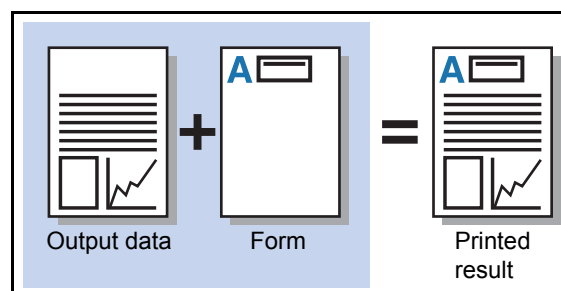 A
+
=
A
Output data
Form
Printed
result